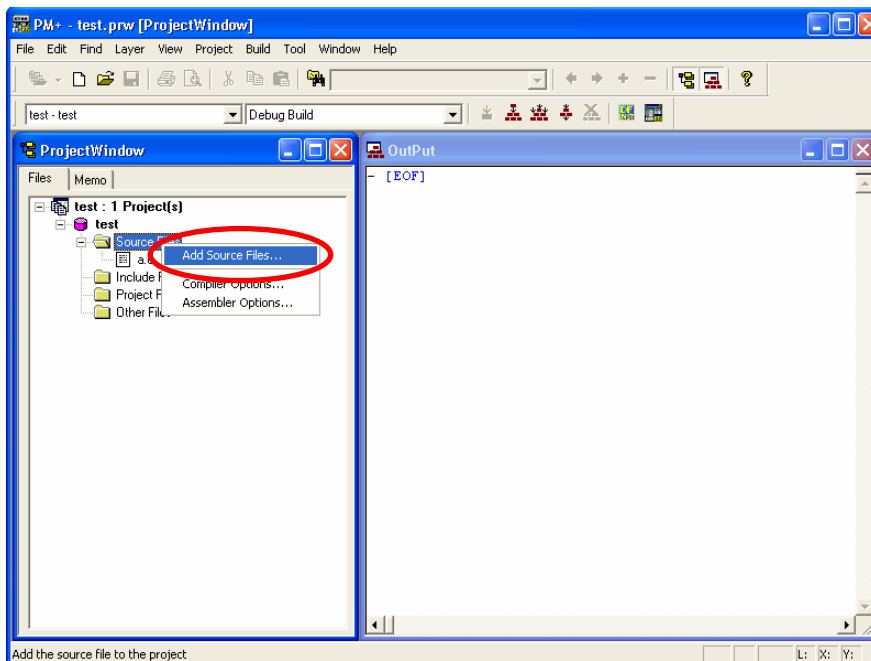 PM+ - test.prw [ProjectWindow]
File Edit Find Layer View Project Build Tool Window Help
test - test Debug Build
ProjectWindow
OutPut
Files Memo
[EOF]
test : 1 Project(s)
test
Source Files
Add Source Files...
Include
Compiler Options...
Project
Assembler Options...
Other Files
Add the source file to the project
L: X: Y: